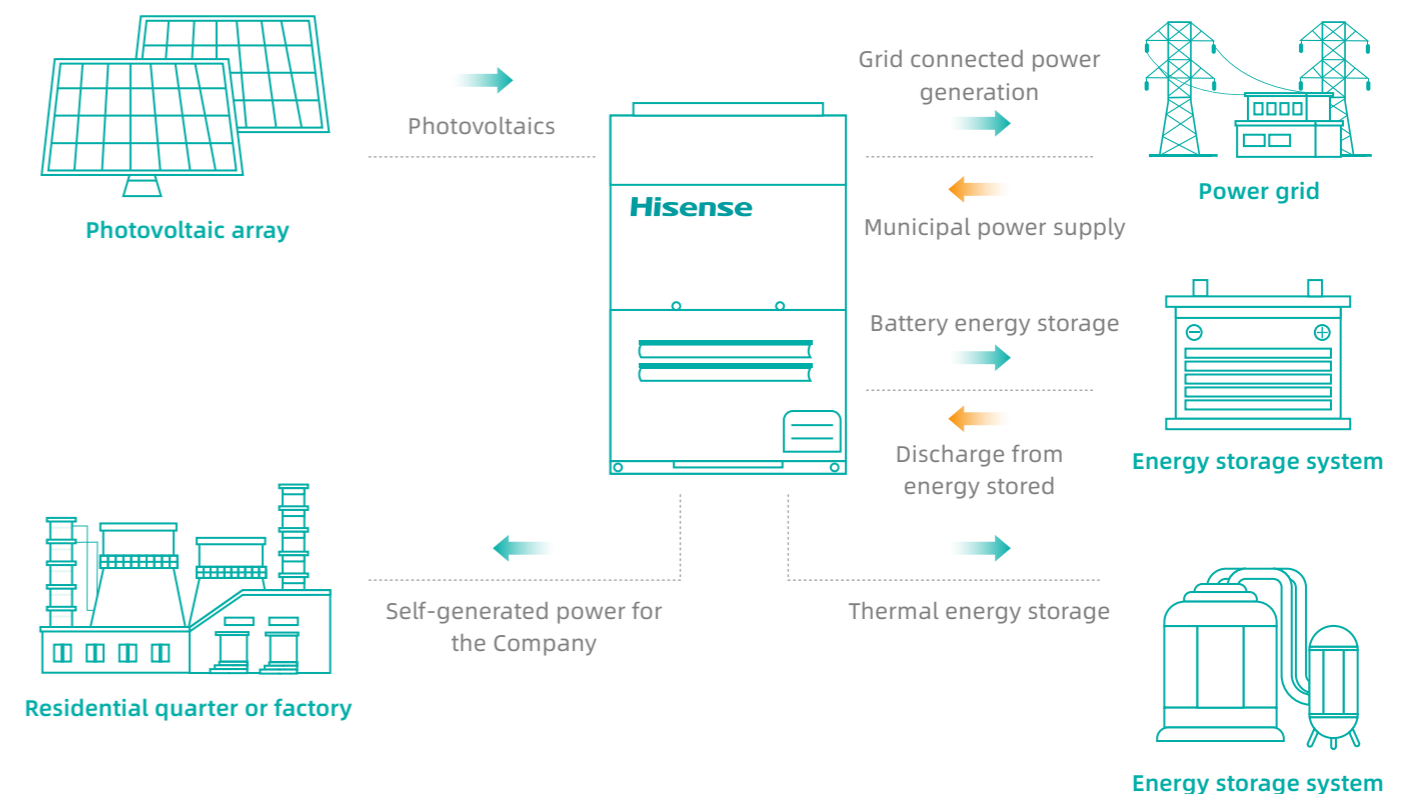 Photovoltaics
Photovoltaic array
Hisense
Grid connected power
generation
Municipal power supply
Power grid
Battery energy storage
Discharge from
energy stored
Energy storage system
Self-generated power for
the Company
Residential quarter or factory
Thermal energy storage
Energy storage system